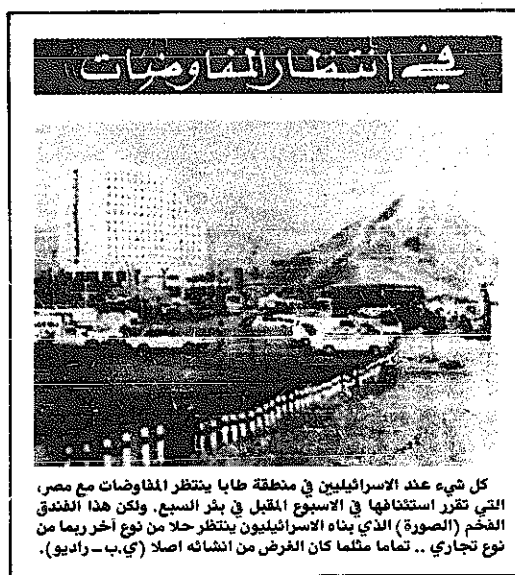 في انتظار المفاوضات
كل شيء عند الاسرائيليين في منطقة طابا ينتظر المفاوضات مع مصر،
التي تقرر استئنافها في الاسبوع المقبل في بئر السبع. ولكن هذا الفندق
الفخم (الصورة) الذي بناه الاسرائيليون ينتظر حلا من نوع آخر ربما من
نوع تجاري .. تماما مثلما كان الغرض من انشائه اصلا (ي.ب – راديو).